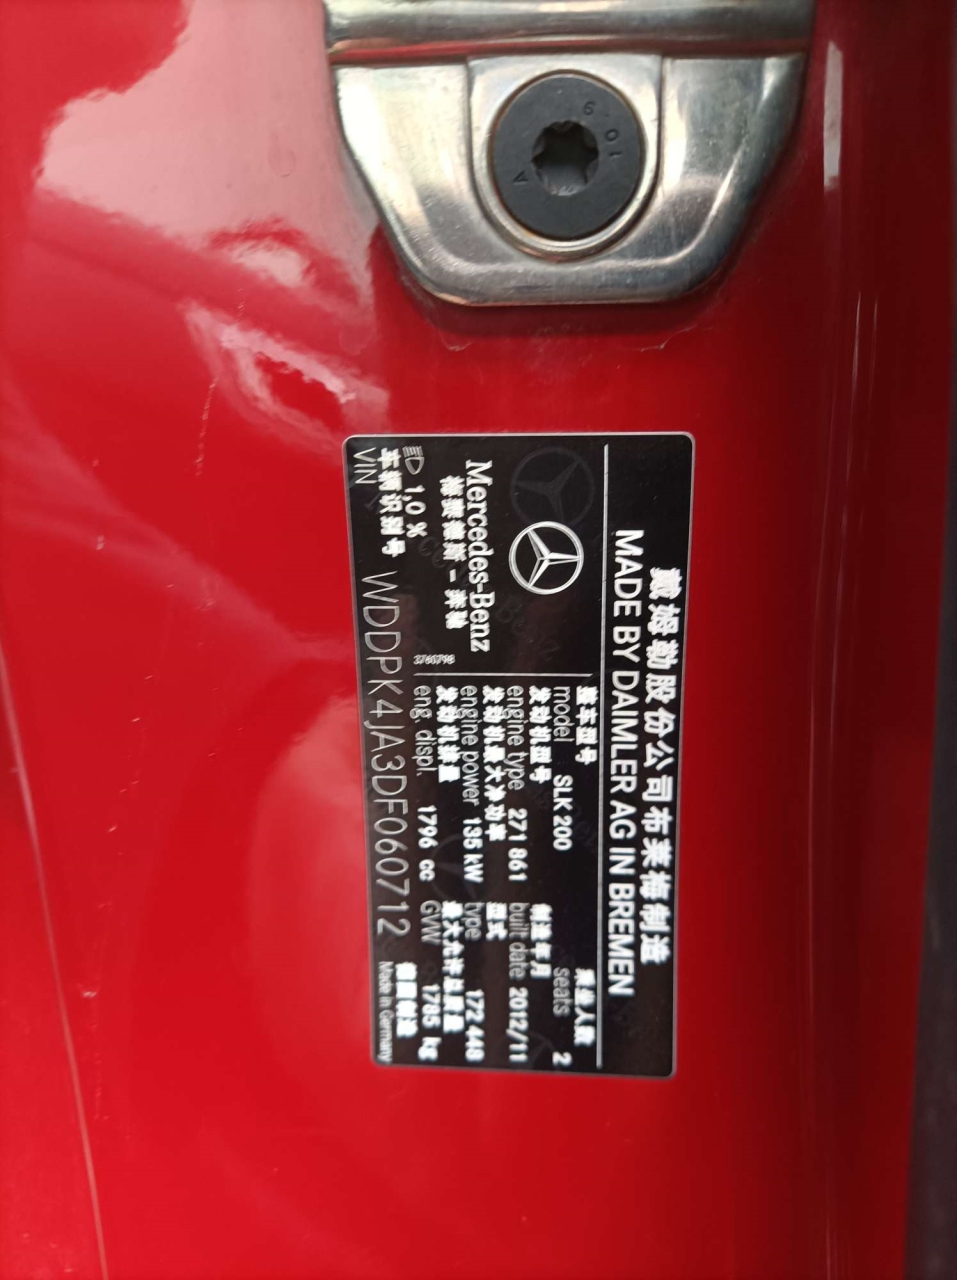 戴姆勒股份公司布莱梅制造
MADE BY DAIMLER AG IN BREMEN
Mercedes-Benz
梅赛德斯-奔驰
1,0 %
3760798
整车型号
model SLK 200
乘坐人数
seats 2
发动机型号
engine type 271 861
制造年月
built date 2012/11
发动机最大净功率
engine power 135 kW
型式
type 172 448
发动机排量
eng. displ. 1796 cc
最大允许总质量
GVW 1785 kg
车辆识别号
VIN WDDPK4JA3DF060712
德国制造
Made in Germany
10 9
A